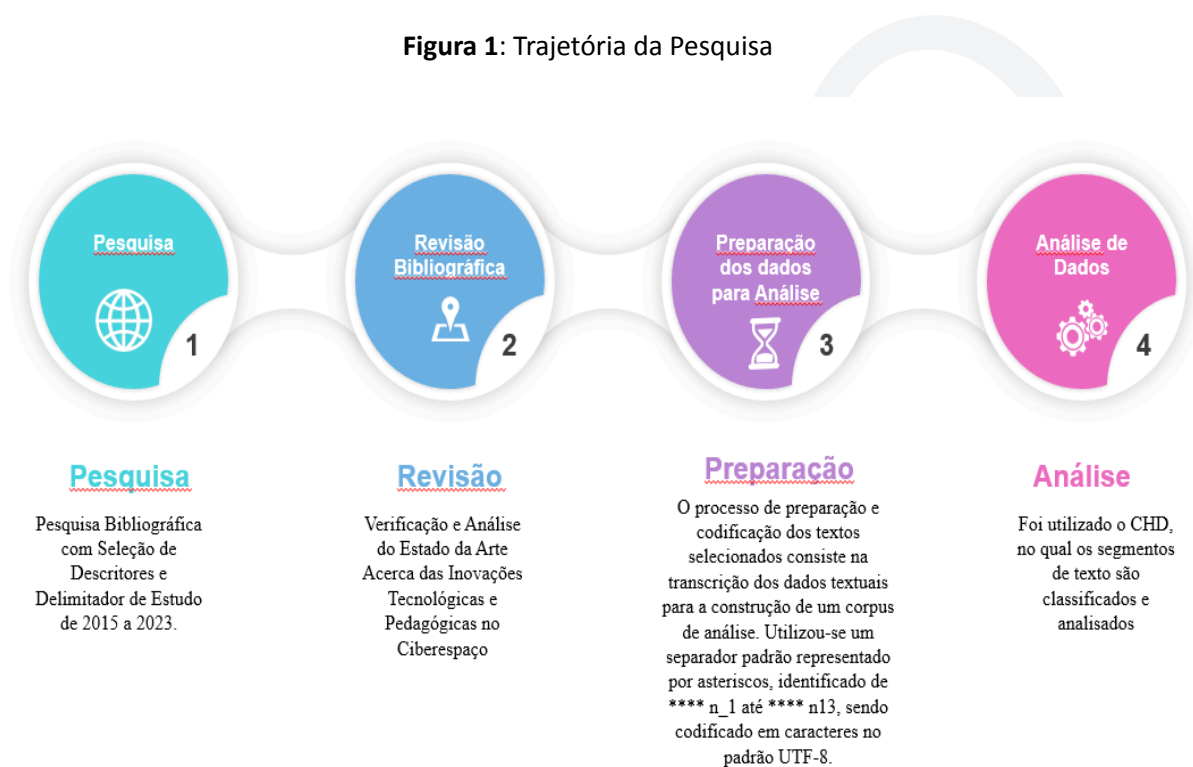 Figura 1: Trajetória da Pesquisa
Pesquisa
1
Revisão
Bibliográfica
2
Preparação
dos dados
para Análise
3
Análise de
Dados
4
Pesquisa
Pesquisa Bibliográfica
com Seleção de
Descritores e
Delimitador de Estudo
de 2015 a 2023.
Revisão
Verificação e Análise
do Estado da Arte
Acerca das Inovações
Tecnológicas e
Pedagógicas no
Ciberespaço
Preparação
O processo de preparação e
codificação dos textos
selecionados consiste na
transcrição dos dados textuais
para a construção de um corpus
de análise. Utilizou-se um
separador padrão representado
por asteriscos, identificado de
**** n_1 até **** n13, sendo
codificado em caracteres no
padrão UTF-8.
Análise
Foi utilizado o CHD,
no qual os segmentos
de texto são
classificados e
analisados